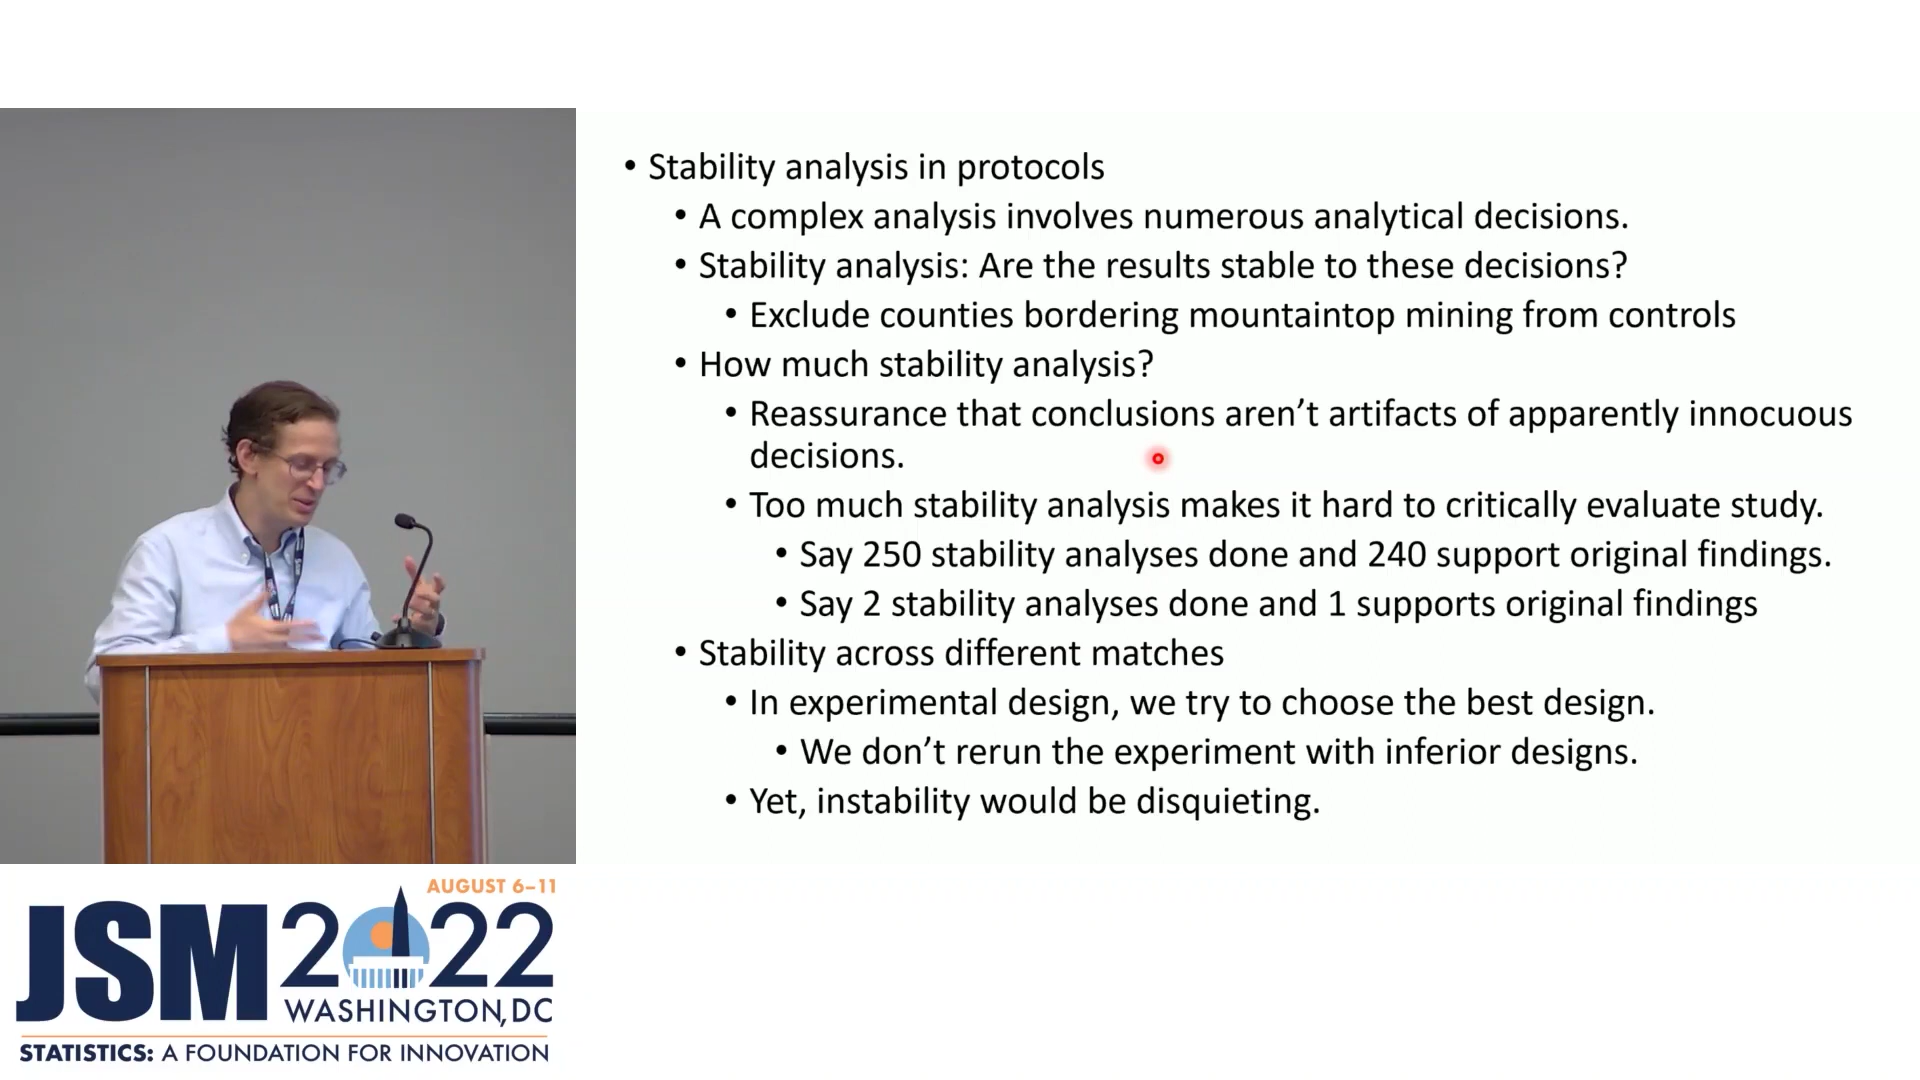 • Stability analysis in protocols
• A complex analysis involves numerous analytical decisions.
• Stability analysis: Are the results stable to these decisions?
• Exclude counties bordering mountaintop mining from controls
• How much stability analysis?
• Reassurance that conclusions aren’t artifacts of apparently innocuous
decisions.
• Too much stability analysis makes it hard to critically evaluate study.
• Say 250 stability analyses done and 240 support original findings.
• Say 2 stability analyses done and 1 supports original findings
• Stability across different matches
• In experimental design, we try to choose the best design.
• We don’t rerun the experiment with inferior designs.
• Yet, instability would be disquieting.
AUGUST 6–11
JSM 2022
WASHINGTON, DC
STATISTICS: A FOUNDATION FOR INNOVATION